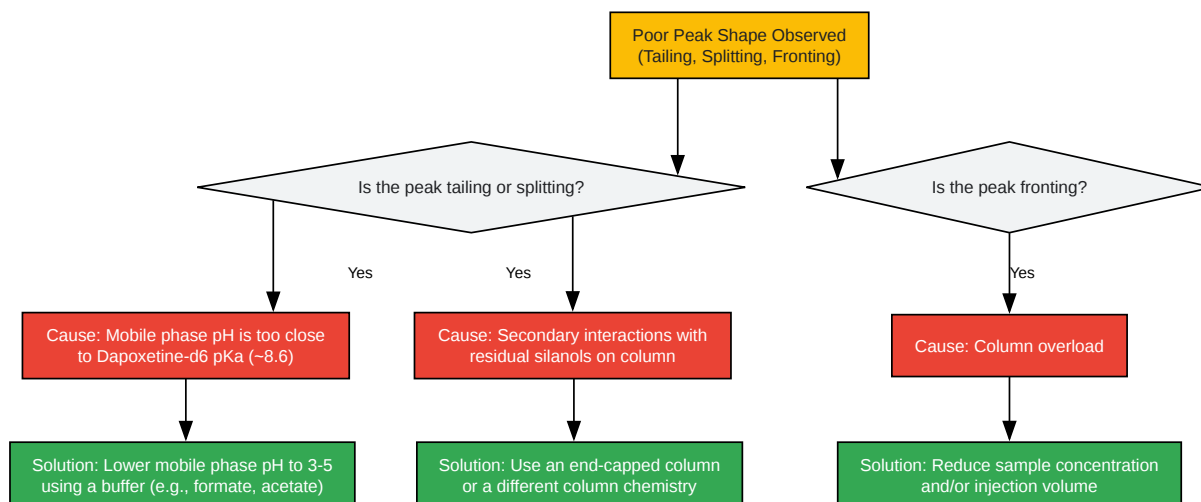 Poor Peak Shape Observed
(Tailing, Splitting, Fronting)
Is the peak tailing or splitting?
Is the peak fronting?
Yes
Yes
Yes
Cause: Mobile phase pH is too close
to Dapoxetine-d6 pKa (~8.6)
Cause: Secondary interactions with
residual silanols on column
Cause: Column overload
Solution: Lower mobile phase pH to 3-5
using a buffer (e.g., formate, acetate)
Solution: Use an end-capped column
or a different column chemistry
Solution: Reduce sample concentration
and/or injection volume